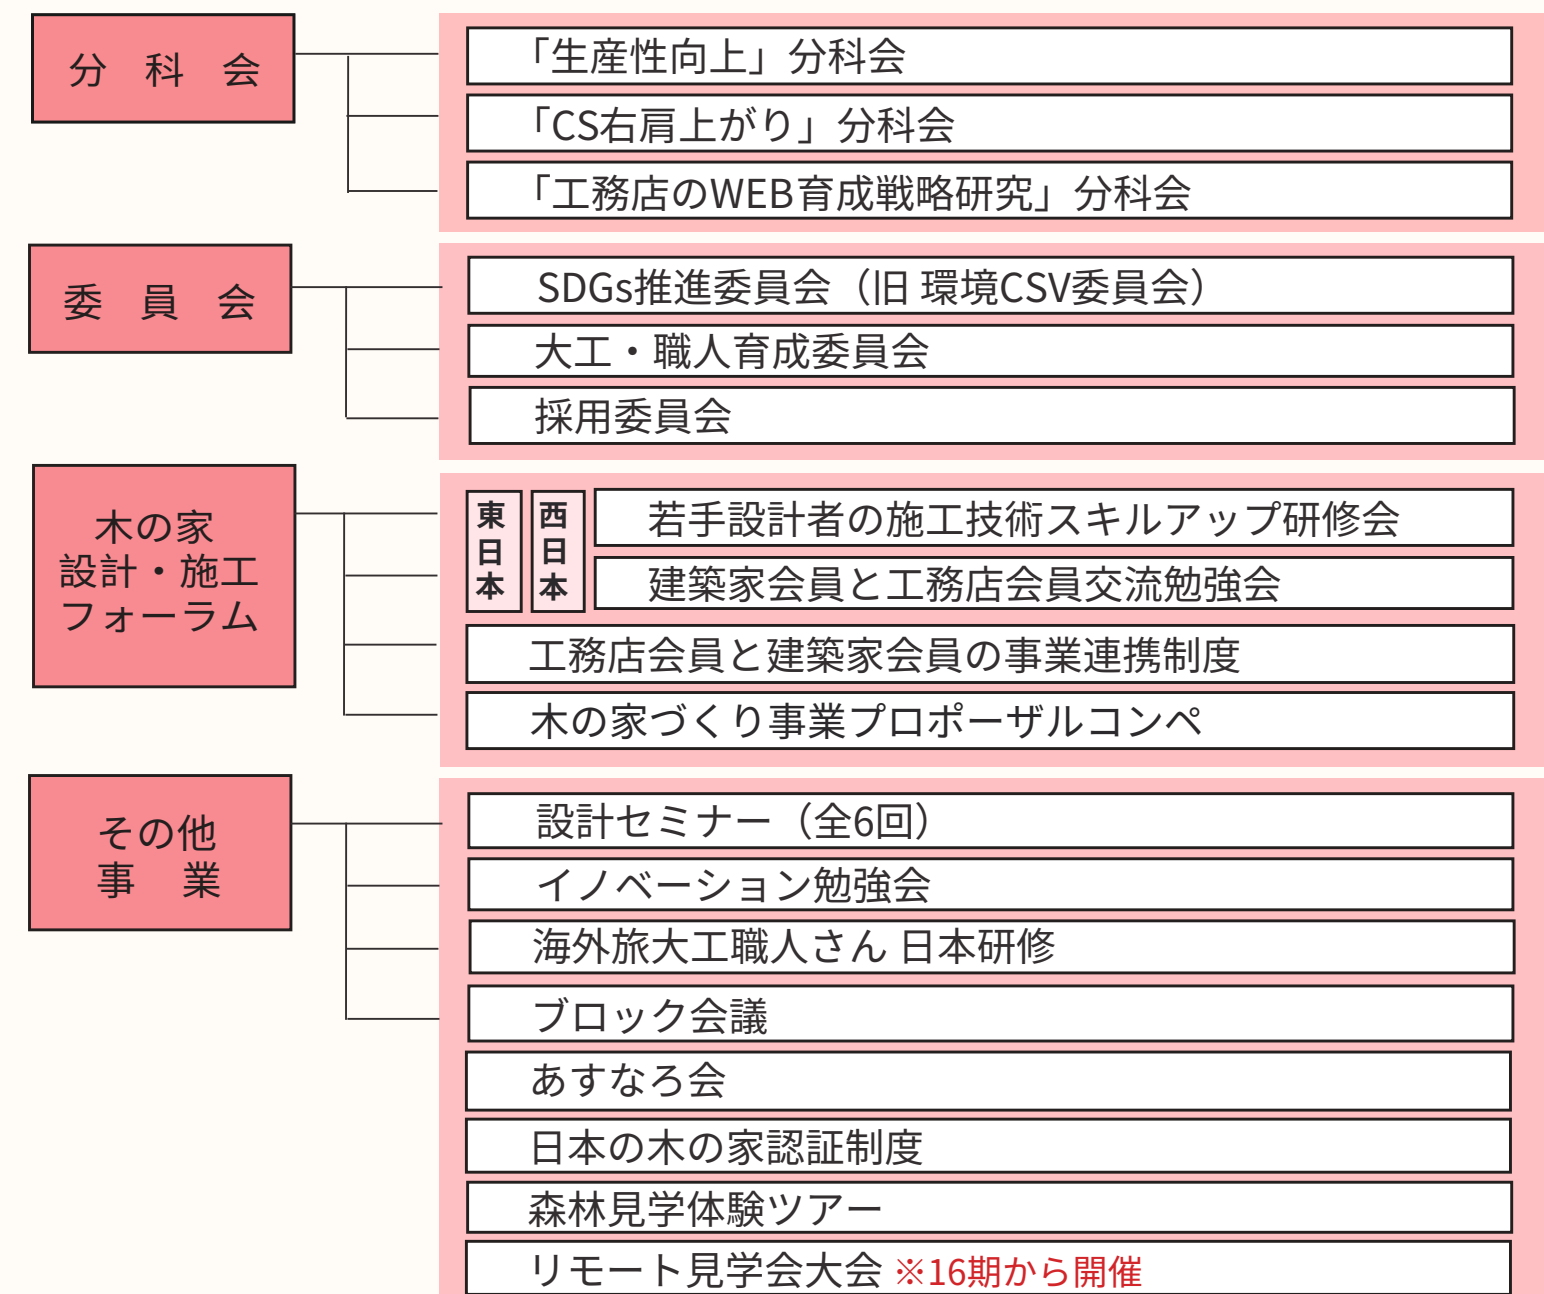 分 科 会
「生産性向上」分科会
「CS右肩上がり」分科会
「工務店のWEB育成戦略研究」分科会
委 員 会
SDGs推進委員会（旧 環境CSV委員会）
大工・職人育成委員会
採用委員会
木の家
設計・施工
フォーラム
東日本
西日本
若手設計者の施工技術スキルアップ研修会
建築家会員と工務店会員交流勉強会
工務店会員と建築家会員の事業連携制度
木の家づくり事業プロポーザルコンペ
その他
事 業
設計セミナー（全6回）
イノベーション勉強会
海外旅大工職人さん 日本研修
ブロック会議
あすなろ会
日本の木の家認証制度
森林見学体験ツアー
リモート見学会大会 ※16期から開催